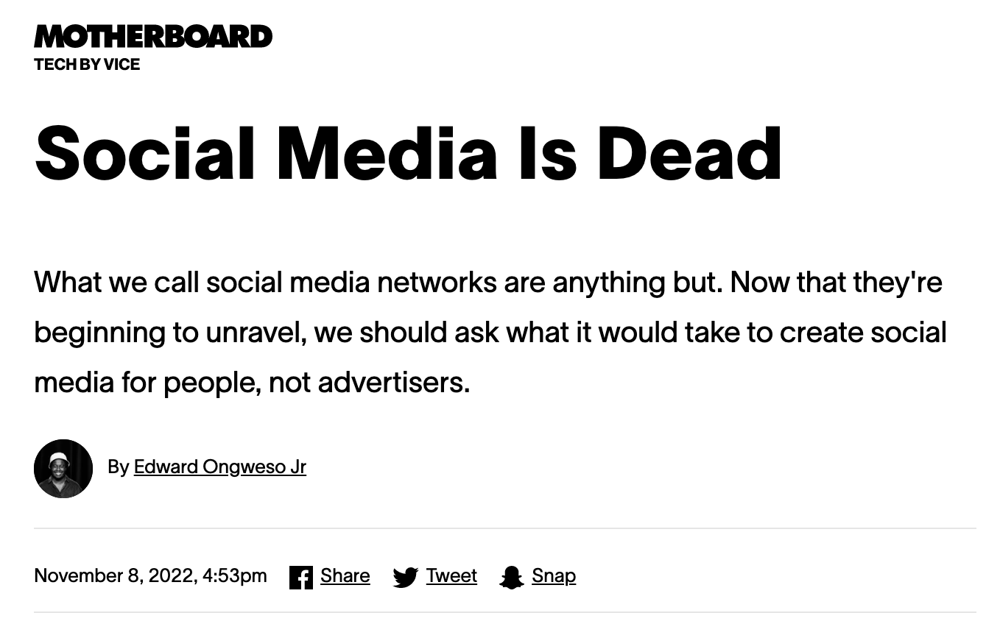 MOTHERBOARD
TECH BY VICE
Social Media Is Dead
What we call social media networks are anything but. Now that they're
beginning to unravel, we should ask what it would take to create social
media for people, not advertisers.
By Edward Ongweso Jr
November 8, 2022, 4:53pm Share Tweet Snap